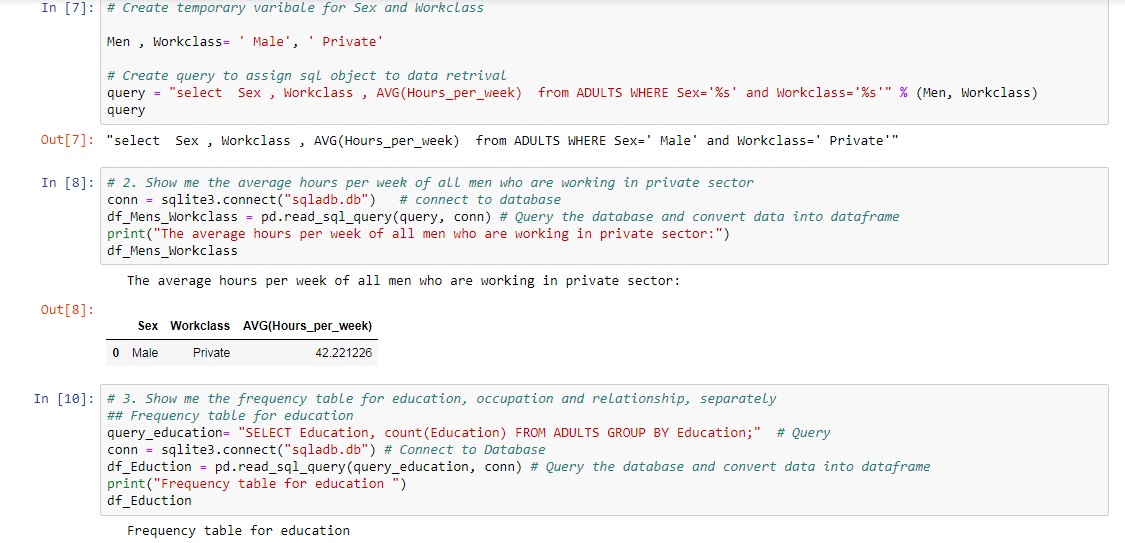 In [7]: # Create temporary varibale for Sex and Workclass
Men , Workclass= ' Male', ' Private'
# Create query to assign sql object to data retrival
query = "select  Sex , Workclass , AVG(Hours_per_week)  from ADULTS WHERE Sex='%s' and Workclass='%s'" % (Men, Workclass)
query
Out[7]: "select  Sex , Workclass , AVG(Hours_per_week)  from ADULTS WHERE Sex=' Male' and Workclass=' Private'"
In [8]: # 2. Show me the average hours per week of all men who are working in private sector
conn = sqlite3.connect("sqladb.db")   # connect to database
df_Mens_Workclass = pd.read_sql_query(query, conn) # Query the database and convert data into dataframe
print("The average hours per week of all men who are working in private sector:")
df_Mens_Workclass
The average hours per week of all men who are working in private sector:
Out[8]:
Sex Workclass AVG(Hours_per_week)
0 Male Private 42.221226
In [10]: # 3. Show me the frequency table for education, occupation and relationship, separately
## Frequency table for education
query_education= "SELECT Education, count(Education) FROM ADULTS GROUP BY Education;"  # Query
conn = sqlite3.connect("sqladb.db") # Connect to Database
df_Eduction = pd.read_sql_query(query_education, conn) # Query the database and convert data into dataframe
print("Frequency table for education ")
df_Eduction
Frequency table for education